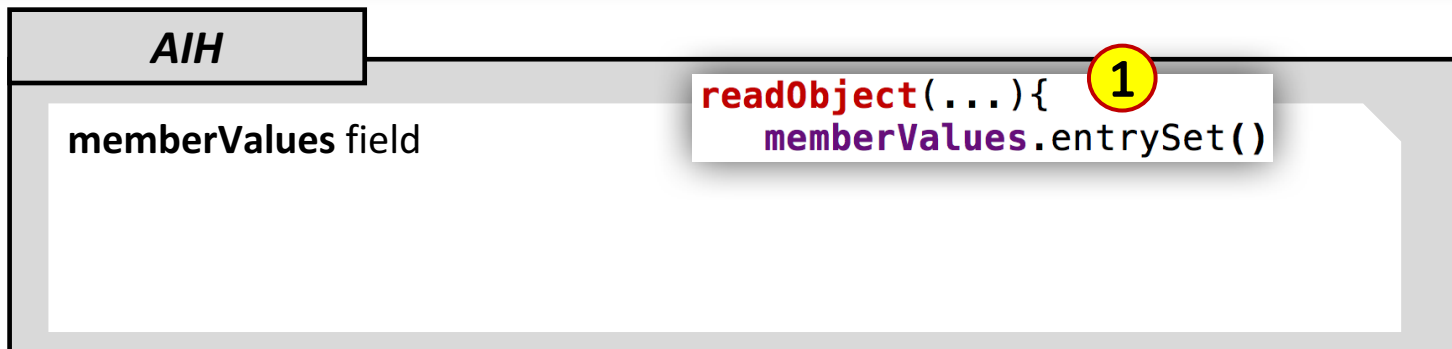 AIH
1
readObject(...){
memberValues.entrySet()
memberValues field